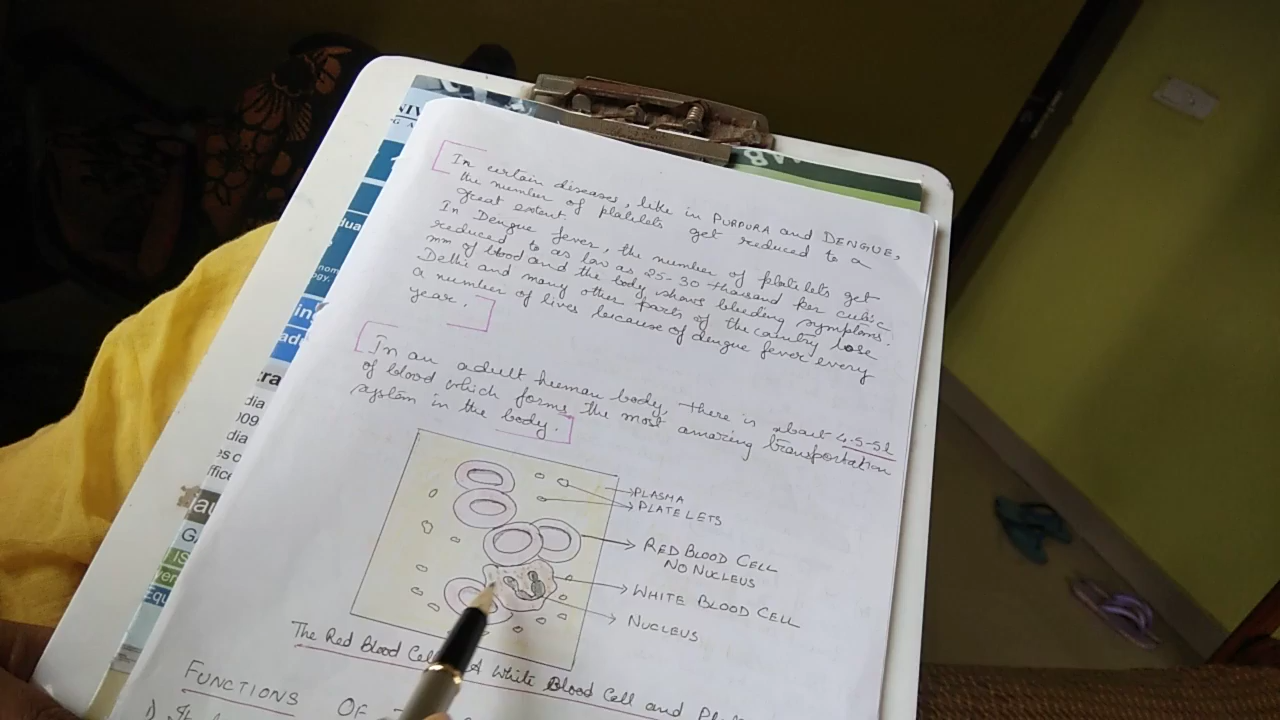 In certain diseases, like in PURPURA and DENGUE,
the number of platelets get reduced to a
great extent.
In Dengue fever, the number of platelets get
reduced to as low as 25-30 thousand per cubic
mm of blood and the body shows bleeding symptoms.
Delhi and many other parts of the country lose
a number of lives because of dengue fever every
year.
In an adult human body, there is about 4.5-5l
of blood which forms the most amazing transportation
system in the body.
PLASMA
PLATELETS
RED BLOOD CELL
NO NUCLEUS
WHITE BLOOD CELL
NUCLEUS
The Red Blood Cell, A White Blood Cell and
FUNCTIONS OF
1)